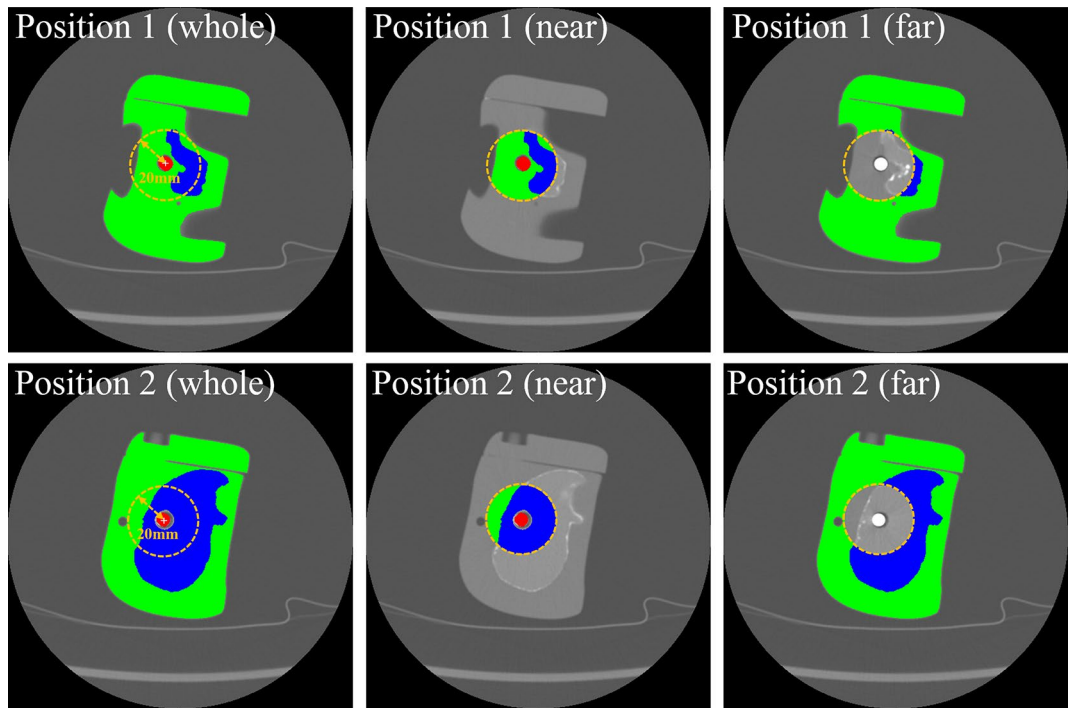 Position 1 (whole)
Position 1 (near)
Position 1 (far)
20mm
Position 2 (whole)
Position 2 (near)
Position 2 (far)
20mm